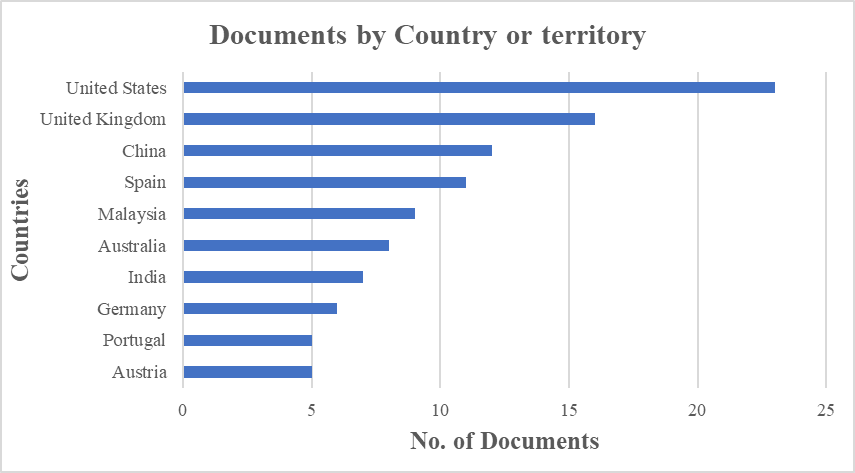 Documents by Country or territory
Countries
United States
United Kingdom
China
Spain
Malaysia
Australia
India
Germany
Portugal
Austria
0 5 10 15 20 25
No. of Documents